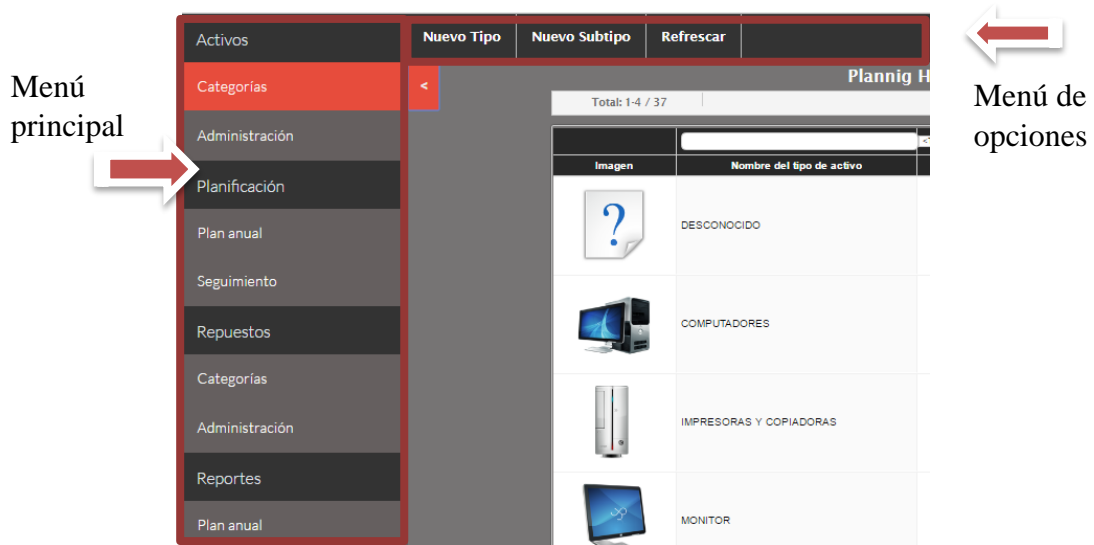 Menú
principal
Activos
Categorías
Administración
Planificación
Plan anual
Seguimiento
Repuestos
Categorías
Administración
Reportes
Plan anual
Nuevo Tipo
Nuevo Subtipo
Refrescar
<
Plannig H
Total: 1-4 / 37
Imagen
Nombre del tipo de activo
DESCONOCIDO
COMPUTADORES
IMPRESORAS Y COPIADORAS
MONITOR
Menú de
opciones